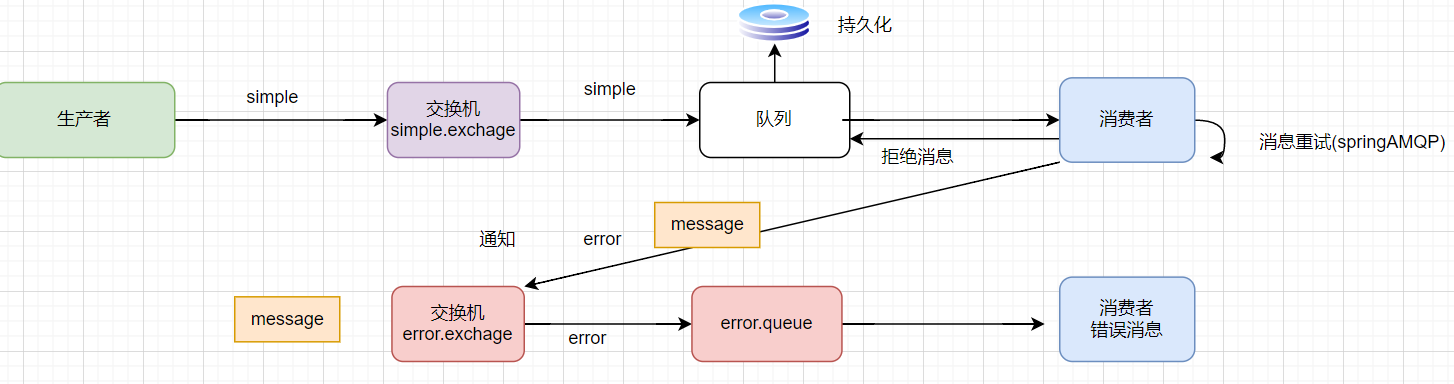 持久化
simple
simple
生产者
交换机
simple.exchage
队列
消费者
消息重试(springAMQP)
拒绝消息
message
通知
error
message
交换机
error.exchage
error
error.queue
消费者
错误消息